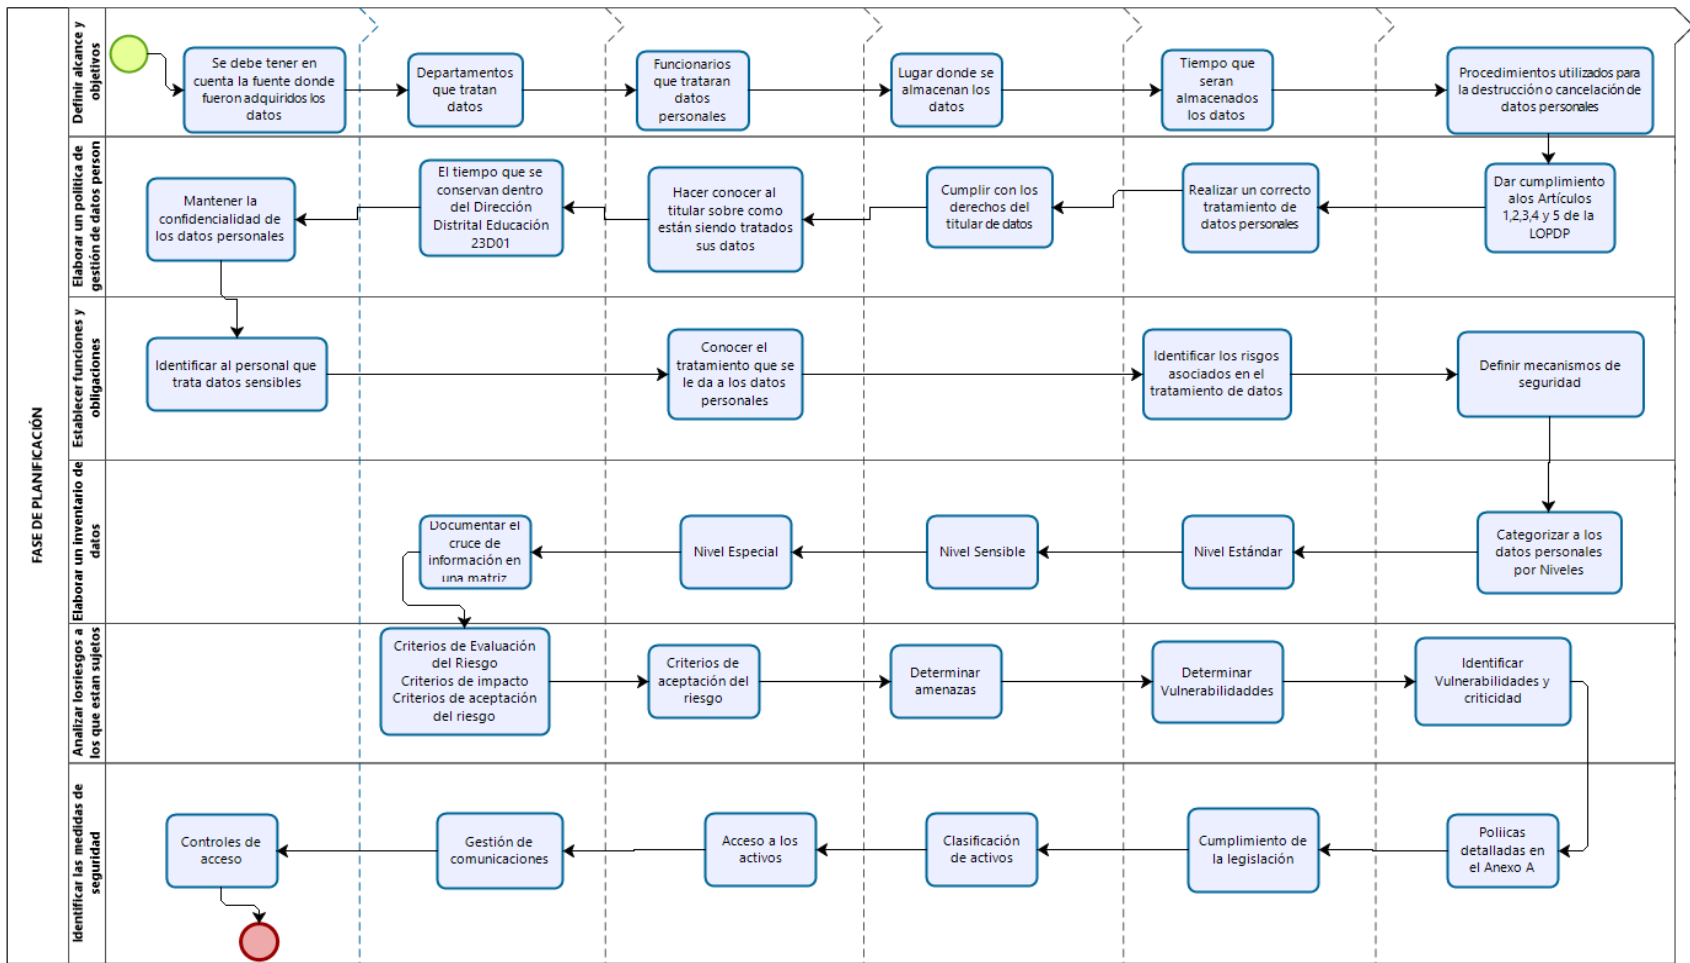 FASE DE PLANIFICACIÓN
Definir alcance y
objetivos
Se debe tener en
cuenta la fuente donde
fueron adquiridos los
datos
Departamentos
que tratan
datos
Funcionarios
que trataran
datos
personales
Lugar donde se
almacenan los
datos
Tiempo que
seran
almacenados
los datos
Procedimientos utilizados para
la destrucción o cancelación de
datos personales
Elaborar un politica de
gestión de datos person
Mantener la
confidencialidad de
los datos personales
El tiempo que se
conservan dentro
del Dirección
Distrital Educación
23D01
Hacer conocer al
titular sobre como
están siendo tratados
sus datos
Cumplir con los
derechos del
titular de datos
Realizar un correcto
tratamiento de
datos personales
Dar cumplimiento
alos Artículos
1,2,3,4 y 5 de la
LOPDP
Establecer funciones y
obligaciones
Identificar al personal que
trata datos sensibles
Conocer el
tratamiento que se
le da a los datos
personales
Identificar los risgos
asociados en el
tratamiento de datos
Definir mecanismos de
seguridad
Elaborar un inventario de
datos
Documentar el
cruce de
información en
una matriz
Nivel Especial
Nivel Sensible
Nivel Estándar
Categorizar a los
datos personales
por Niveles
Analizar losriesgos a
los que estan sujetos
Criterios de Evaluación
del Riesgo
Criterios de impacto
Criterios de aceptación
del riesgo
Criterios de
aceptación del
riesgo
Determinar
amenazas
Determinar
Vulnerabilidaddes
Identificar
Vulnerabilidades y
criticidad
Identificar las medidas de
seguridad
Controles de
acceso
Gestión de
comunicaciones
Acceso a los
activos
Clasificación
de activos
Cumplimiento de
la legislación
Poliicas
detalladas en
el Anexo A